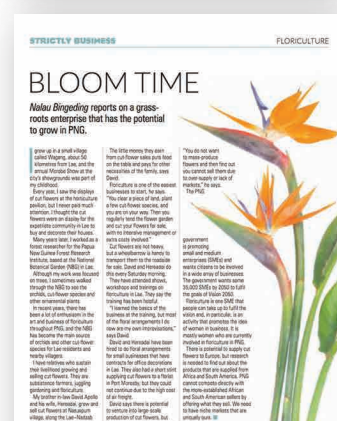 STRICTLY BUSINESS
FLORICULTURE
BLOOM TIME
Nalau Bingeding reports on a grass-
roots enterprise that has the potential
to grow in PNG.
I grew up in a small village
called Wagang, about 50
kilometres from Lae, and the
annual Morobe Show at the
city's showgrounds was part of
my childhood.
Every year, I saw the displays
of cut flowers at the horticulture
pavilion, but I never paid much
attention. I thought the cut
flowers were on display for the
expatriate community in Lae to
buy and decorate their houses.
Many years later, I worked as a
forest researcher for the Papua
New Guinea Forest Research
Institute, based at the National
Botanical Garden (NBG) in Lae.
Although my work was focused
on trees, I sometimes walked
through the NBG to see the
orchids, cut-flower species and
other ornamental plants.
In recent years, there has
been a lot of enthusiasm in the
art and business of floriculture
throughout PNG, and the NBG
has become the main source
of orchids and other cut-flower
species for Lae residents and
nearby villagers.
I have relatives who sustain
their livelihood growing and
selling cut flowers. They are
subsistence farmers, juggling
gardening and floriculture.
My brother-in-law David Apollo
and his wife, Heredai, grow and
sell cut flowers at Nasuapum
village, along the Lae–Nadzab
The little money they earn
from cut-flower sales puts food
on the table and pays for other
necessities of the family, says
David.
Floriculture is one of the easiest
businesses to start, he says.
"You clear a piece of land, plant
a few cut-flower species, and
you are on your way. Then you
regularly tend the flower garden
and cut your flowers for sale,
with no intensive management or
extra costs involved."
Cut flowers are not heavy,
but a wheelbarrow is handy to
transport them to the roadside
for sale. David and Heredai do
this every Saturday morning.
They have attended shows,
workshops and trainings on
floriculture in Lae. They say the
training has been helpful.
"I learned the basics of the
business at the training, but most
of the floral arrangements I do
now are my own improvisations,"
says David.
David and Heredai have been
hired to do floral arrangements
for small businesses that have
contracts for office decorations
in Lae. They also had a short stint
supplying cut flowers to a florist
in Port Moresby, but they could
not continue due to the high cost
of air freight.
David says there is potential
to venture into large-scale
production of cut flowers, but
"You do not want
to mass-produce
flowers and then find out
you cannot sell them due
to over-supply or lack of
markets," he says.
The PNG
government
is promoting
small and medium
enterprises (SMEs) and
wants citizens to be involved
in a wide array of businesses.
The government wants some
by 2030 to fulfil
the goals of Vision 2050.
Floriculture is one SME that
people can take up to fulfil the
vision and, in particular, is an
activity that promotes the idea
of women in business. It is
mostly women who are currently
involved in floriculture in PNG.
There is potential to supply cut
flowers to Europe, but research
is needed to find out about the
products that are supplied from
Africa and South America. PNG
cannot compete directly with
the more-established African
and South American sellers by
offering what they sell. We need
to have niche markets that are
uniquely ours.